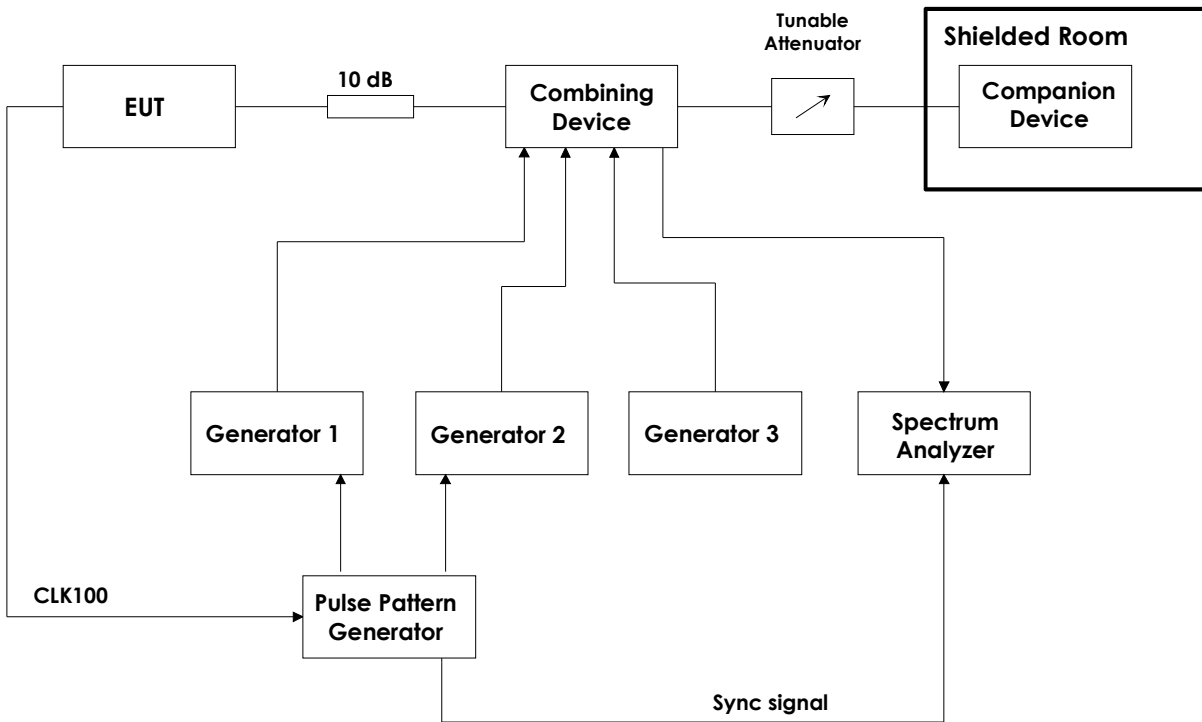 Tunable
Attenuator
Shielded Room
10 dB
EUT
Combining
Device
Companion
Device
Generator 1
Generator 2
Generator 3
Spectrum
Analyzer
CLK100
Pulse Pattern
Generator
Sync signal